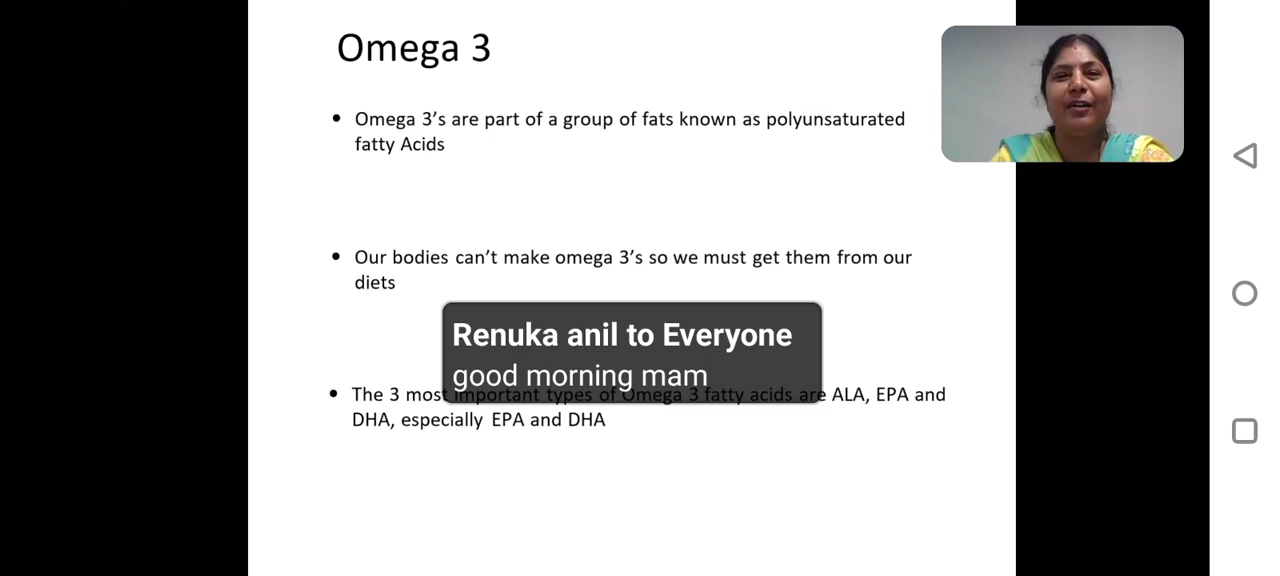 Omega 3
• Omega 3’s are part of a group of fats known as polyunsaturated
fatty Acids
• Our bodies can’t make omega 3’s so we must get them from our
diets
Renuka anil to Everyone
good morning mam
• The 3 most important types of Omega 3 fatty acids are ALA, EPA and
DHA, especially EPA and DHA